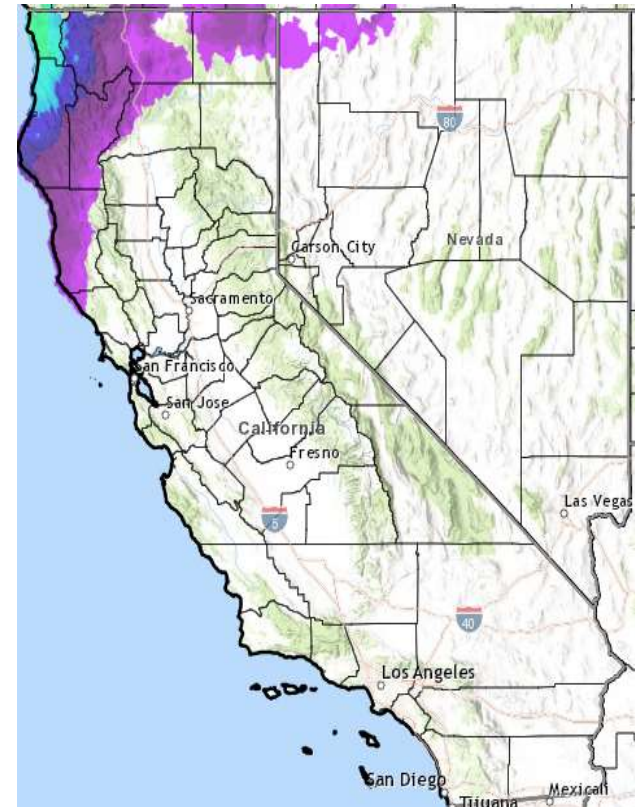 80
Nevada
Carson City
Sacramento
San Francisco
San Jose
California
Fresno
5
Las Vegas
40
Los Angeles
San Diego
Tijuana
Mexicali